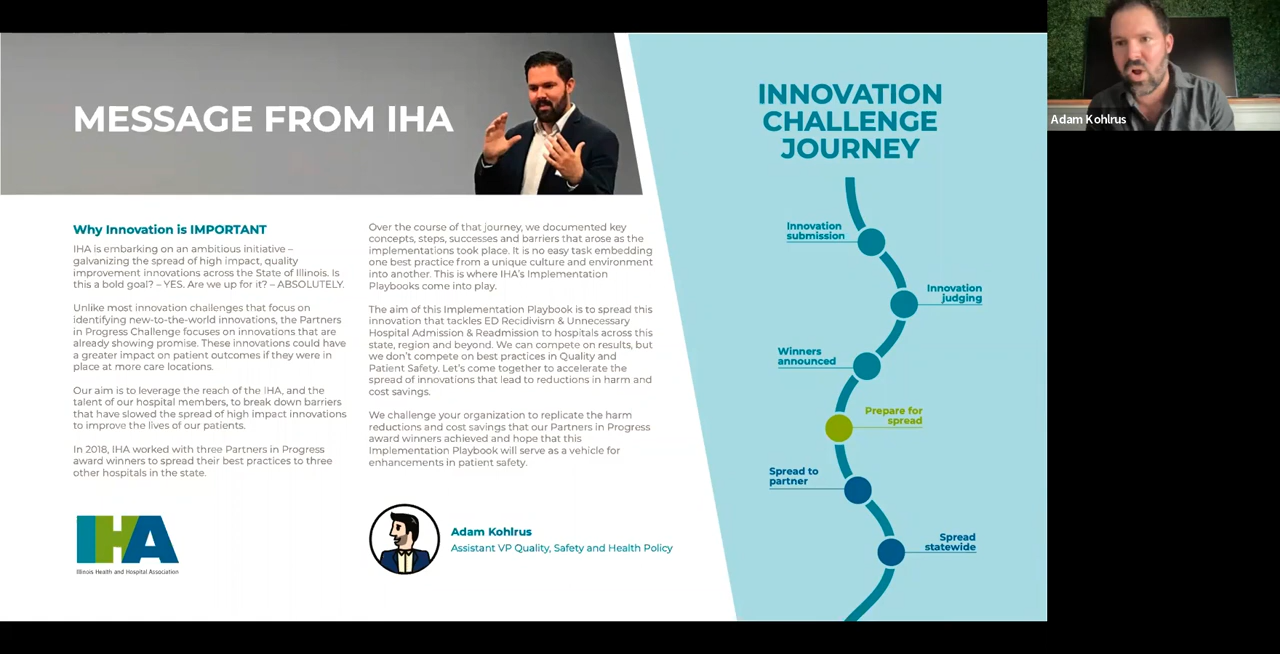 MESSAGE FROM IHA
Why Innovation is IMPORTANT
IHA is embarking on an ambitious initiative –
galvanizing the spread of high impact, quality
improvement innovations across the State of Illinois. Is
this a bold goal? – YES. Are we up for it? – ABSOLUTELY.
Unlike most innovation challenges that focus on
identifying new-to-the-world innovations, the Partners
in Progress Challenge focuses on innovations that are
already showing promise. These innovations could have
a greater impact on patient outcomes if they were in
place at more care locations.
Our aim is to leverage the reach of the IHA, and the
talent of our hospital members, to break down barriers
that have slowed the spread of high impact innovations
to improve the lives of our patients.
In 2018, IHA worked with three Partners in Progress
award winners to spread their best practices to three
other hospitals in the state.
IHA
Illinois Health and Hospital Association
Over the course of that journey, we documented key
concepts, steps, successes and barriers that arose as the
implementations took place. It is no easy task embedding
one best practice from a unique culture and environment
into another. This is where IHA's Implementation
Playbooks come into play.
The aim of this Implementation Playbook is to spread this
innovation that tackles ED Recidivism & Unnecessary
Hospital Admission & Readmission to hospitals across this
state, region and beyond. We can compete on results, but
we don't compete on best practices in Quality and
Patient Safety. Let's come together to accelerate the
spread of innovations that lead to reductions in harm and
cost savings.
We challenge your organization to replicate the harm
reductions and cost savings that our Partners in Progress
award winners achieved and hope that this
Implementation Playbook will serve as a vehicle for
enhancements in patient safety.
Adam Kohlrus
Assistant VP Quality, Safety and Health Policy
INNOVATION
CHALLENGE
JOURNEY
Innovation
submission
Innovation
judging
Winners
announced
Prepare for
spread
Spread to
partner
Spread
statewide
Adam Kohlrus